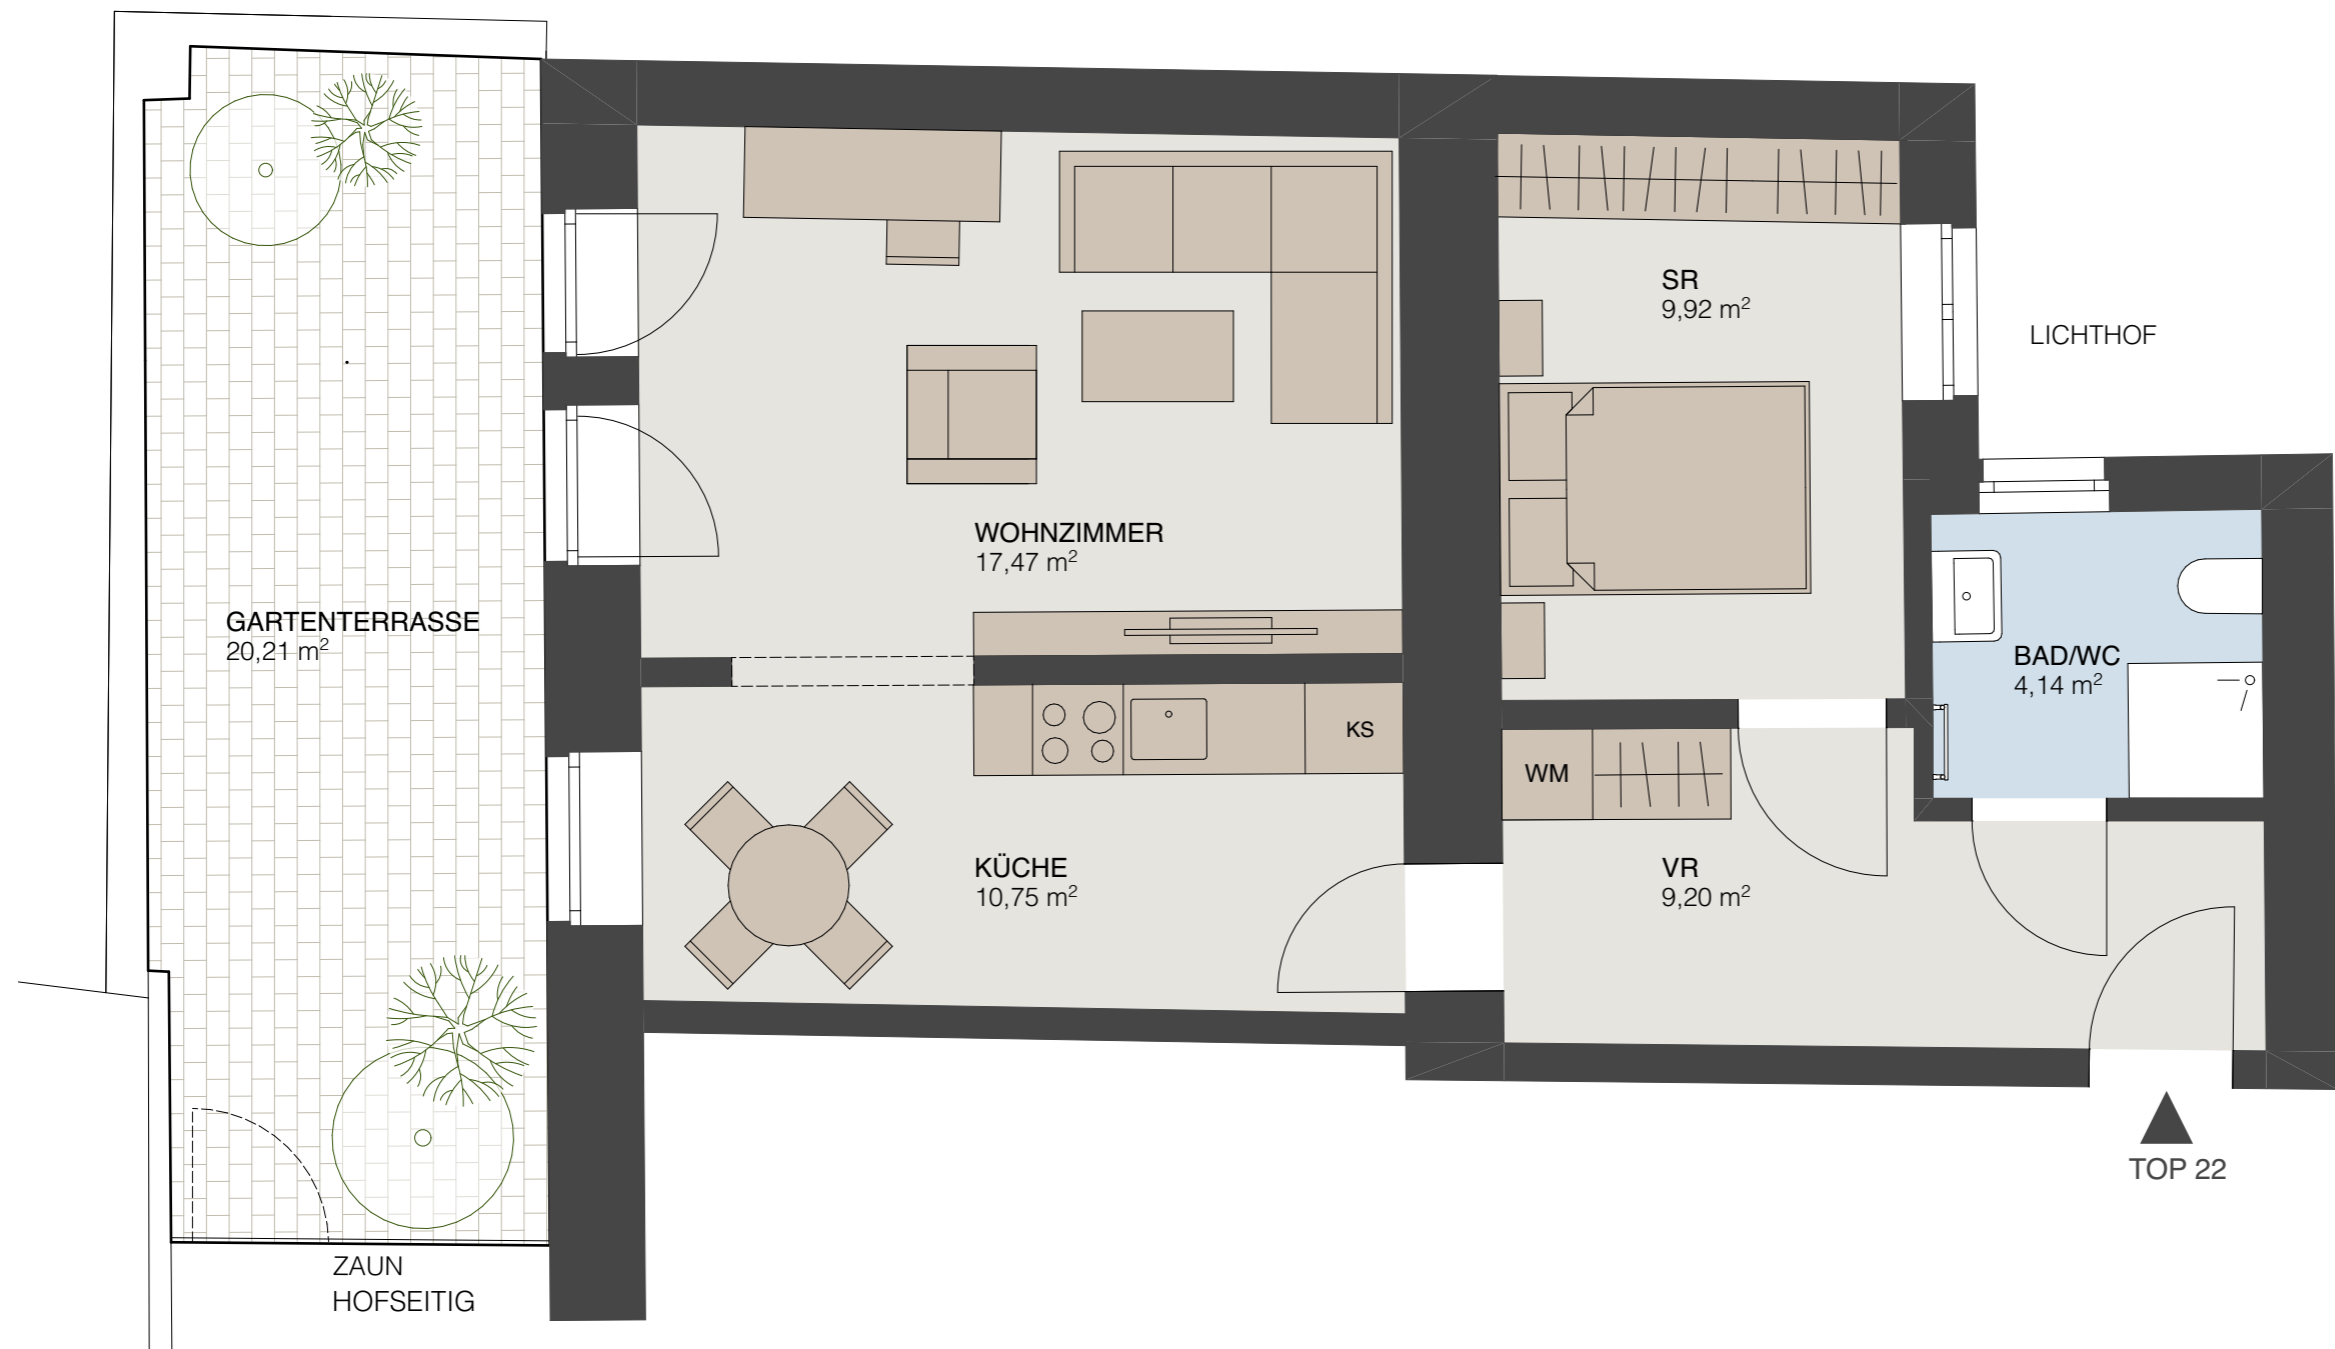 SR
9,92 m²
LICHTHOF
WOHNZIMMER
17,47 m²
GARTENTERRASSE
20,21 m²
BAD/WC
4,14 m²
KS
WM
KÜCHE
10,75 m²
VR
9,20 m²
TOP 22
ZAUN
HOFSEITIG